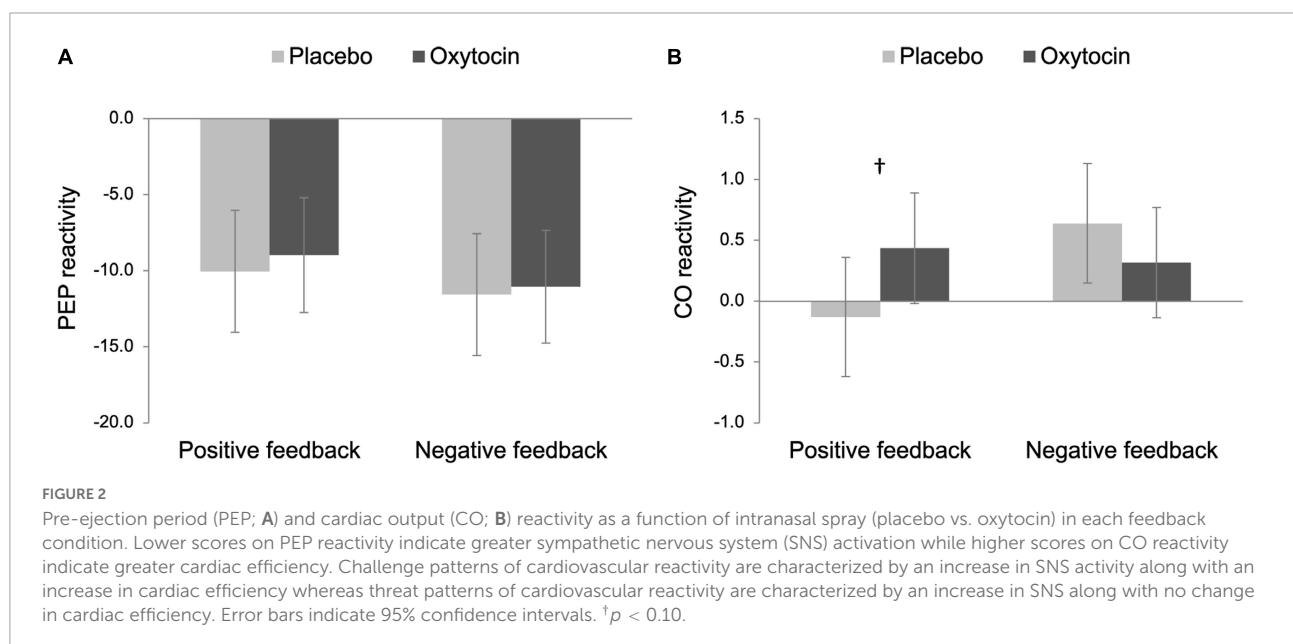 A
Placebo Oxytocin
0.0
-5.0
-10.0
-15.0
-20.0
PEP reactivity
Positive feedback Negative feedback
B
Placebo Oxytocin
1.5
1.0
0.5
0.0
-0.5
-1.0
CO reactivity
†
Positive feedback Negative feedback
FIGURE 2
Pre-ejection period (PEP; A) and cardiac output (CO; B) reactivity as a function of intranasal spray (placebo vs. oxytocin) in each feedback
condition. Lower scores on PEP reactivity indicate greater sympathetic nervous system (SNS) activation while higher scores on CO reactivity
indicate greater cardiac efficiency. Challenge patterns of cardiovascular reactivity are characterized by an increase in SNS activity along with an
increase in cardiac efficiency whereas threat patterns of cardiovascular reactivity are characterized by an increase in SNS along with no change
in cardiac efficiency. Error bars indicate 95% confidence intervals. †p < 0.10.